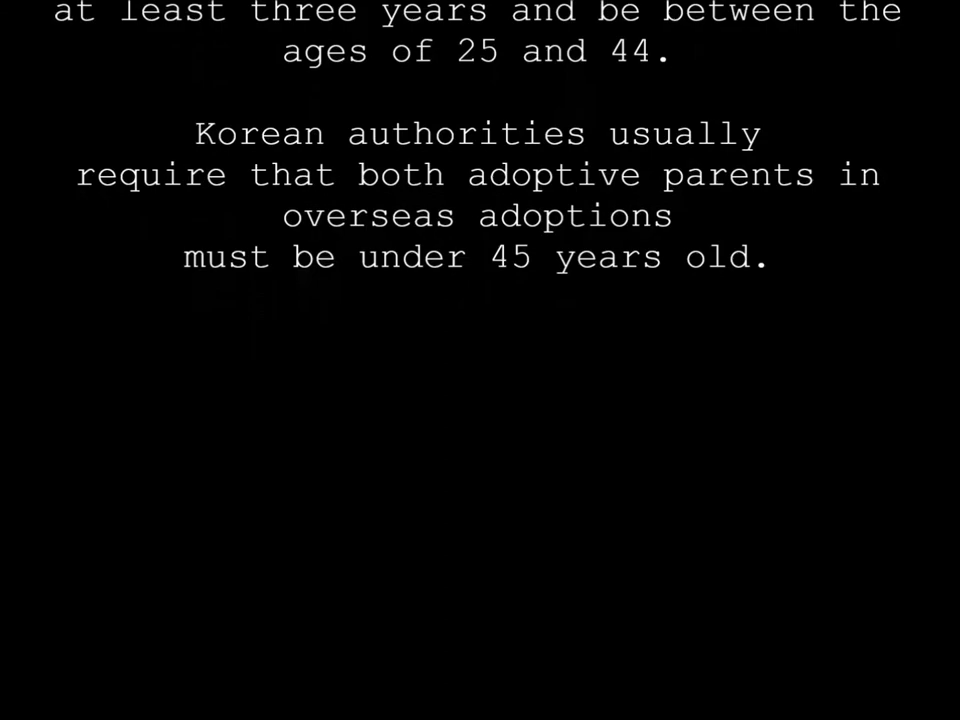 at least three years and be between the
ages of 25 and 44.
Korean authorities usually
require that both adoptive parents in
overseas adoptions
must be under 45 years old.